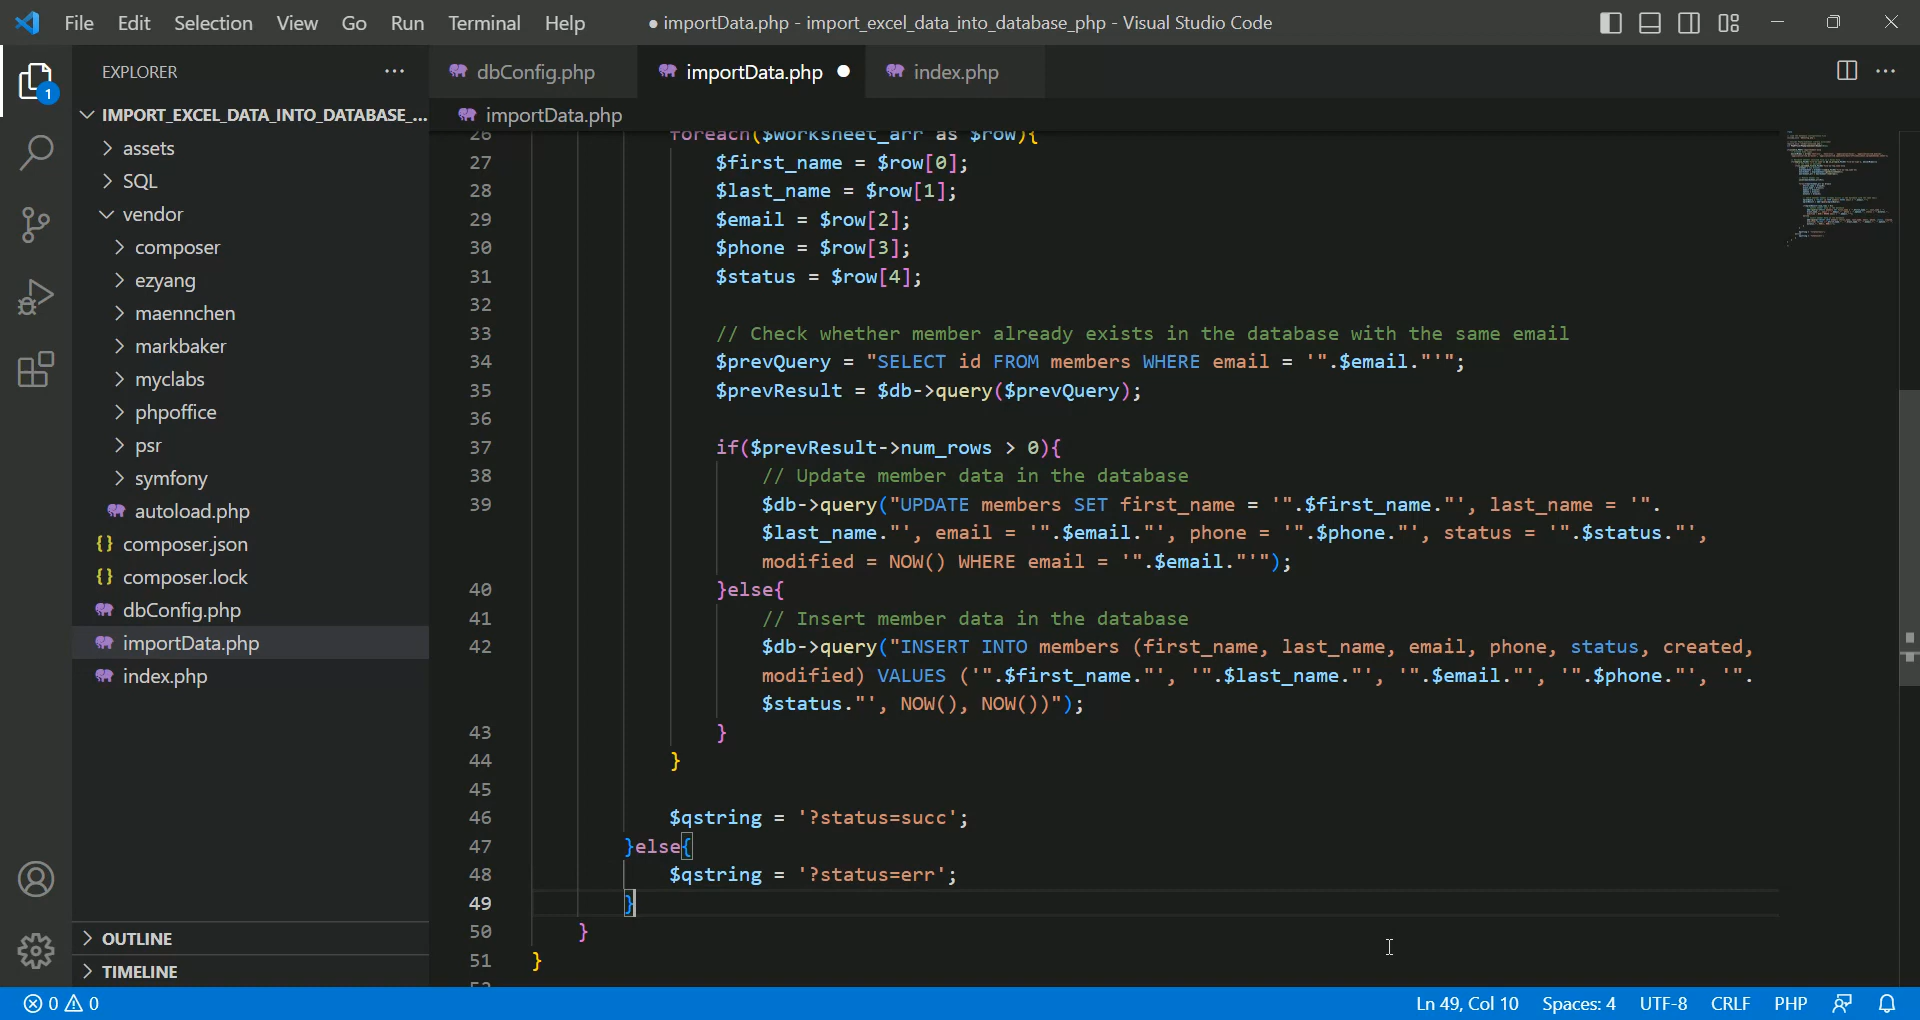 File Edit Selection View Go Run Terminal Help ● importData.php - import_excel_data_into_database_php - Visual Studio Code
EXPLORER ···
dbConfig.php importData.php ● index.php ···
1
IMPORT_EXCEL_DATA_INTO_DATABASE_...
importData.php
assets
SQL
vendor
composer
ezyang
maennchen
markbaker
myclabs
phpoffice
psr
symfony
autoload.php
{} composer.json
{} composer.lock
dbConfig.php
importData.php
index.php
OUTLINE
TIMELINE
26 foreach($worksheet_arr as $row){
27 $first_name = $row[0];
28 $last_name = $row[1];
29 $email = $row[2];
30 $phone = $row[3];
31 $status = $row[4];
32
33 // Check whether member already exists in the database with the same email
34 $prevQuery = "SELECT id FROM members WHERE email = '".$email."'";
35 $prevResult = $db->query($prevQuery);
36
37 if($prevResult->num_rows > 0){
38 // Update member data in the database
39 $db->query("UPDATE members SET first_name = '".$first_name."', last_name = '".
$last_name."', email = '".$email."', phone = '".$phone."', status = '".$status."',
modified = NOW() WHERE email = '".$email."'");
40 }else{
41 // Insert member data in the database
42 $db->query("INSERT INTO members (first_name, last_name, email, phone, status, created,
modified) VALUES ('".$first_name."', '".$last_name."', '".$email."', '".$phone."', '".
$status."', NOW(), NOW())");
43 }
44 }
45
46 $qstring = '?status=succ';
47 }else{
48 $qstring = '?status=err';
49 }
50 }
51 }
52
0 0 Ln 49, Col 10 Spaces: 4 UTF-8 CRLF PHP